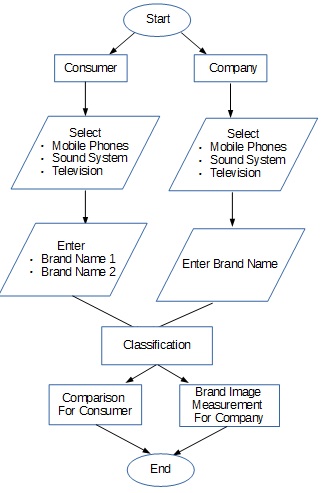 Start
Consumer
Company
Select
• Mobile Phones
• Sound System
• Television
Select
• Mobile Phones
• Sound System
• Television
Enter
• Brand Name 1
• Brand Name 2
Enter Brand Name
Classification
Comparison
For Consumer
Brand Image
Measurement
For Company
End